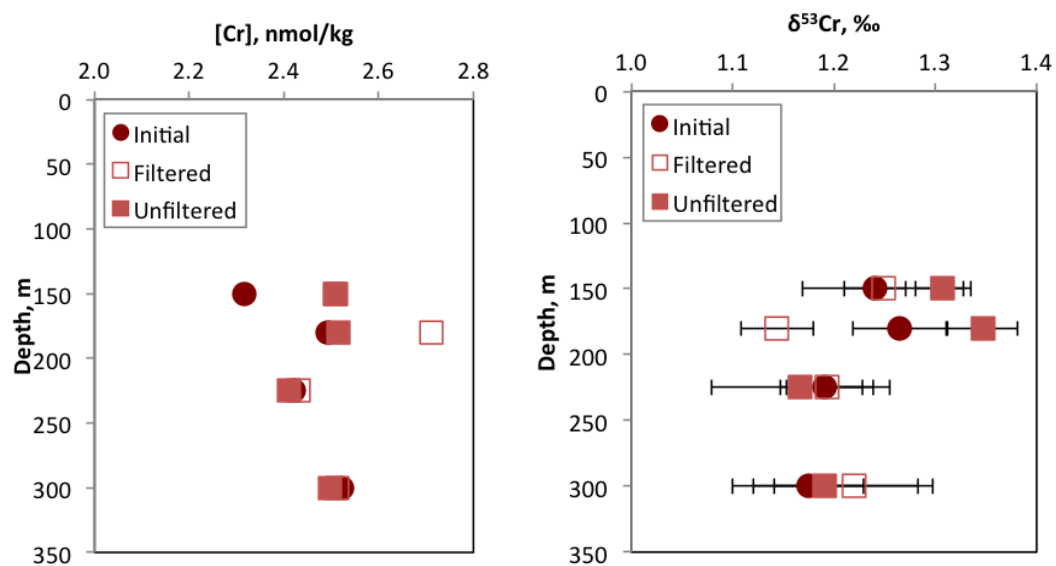 [Cr], nmol/kg
2.0 2.2 2.4 2.6 2.8
0
50
100
150
200
250
300
350
Depth, m
Initial
Filtered
Unfiltered
δ⁵³Cr, ‰
1.0 1.1 1.2 1.3 1.4
0
50
100
150
200
250
300
350
Depth, m
Initial
Filtered
Unfiltered